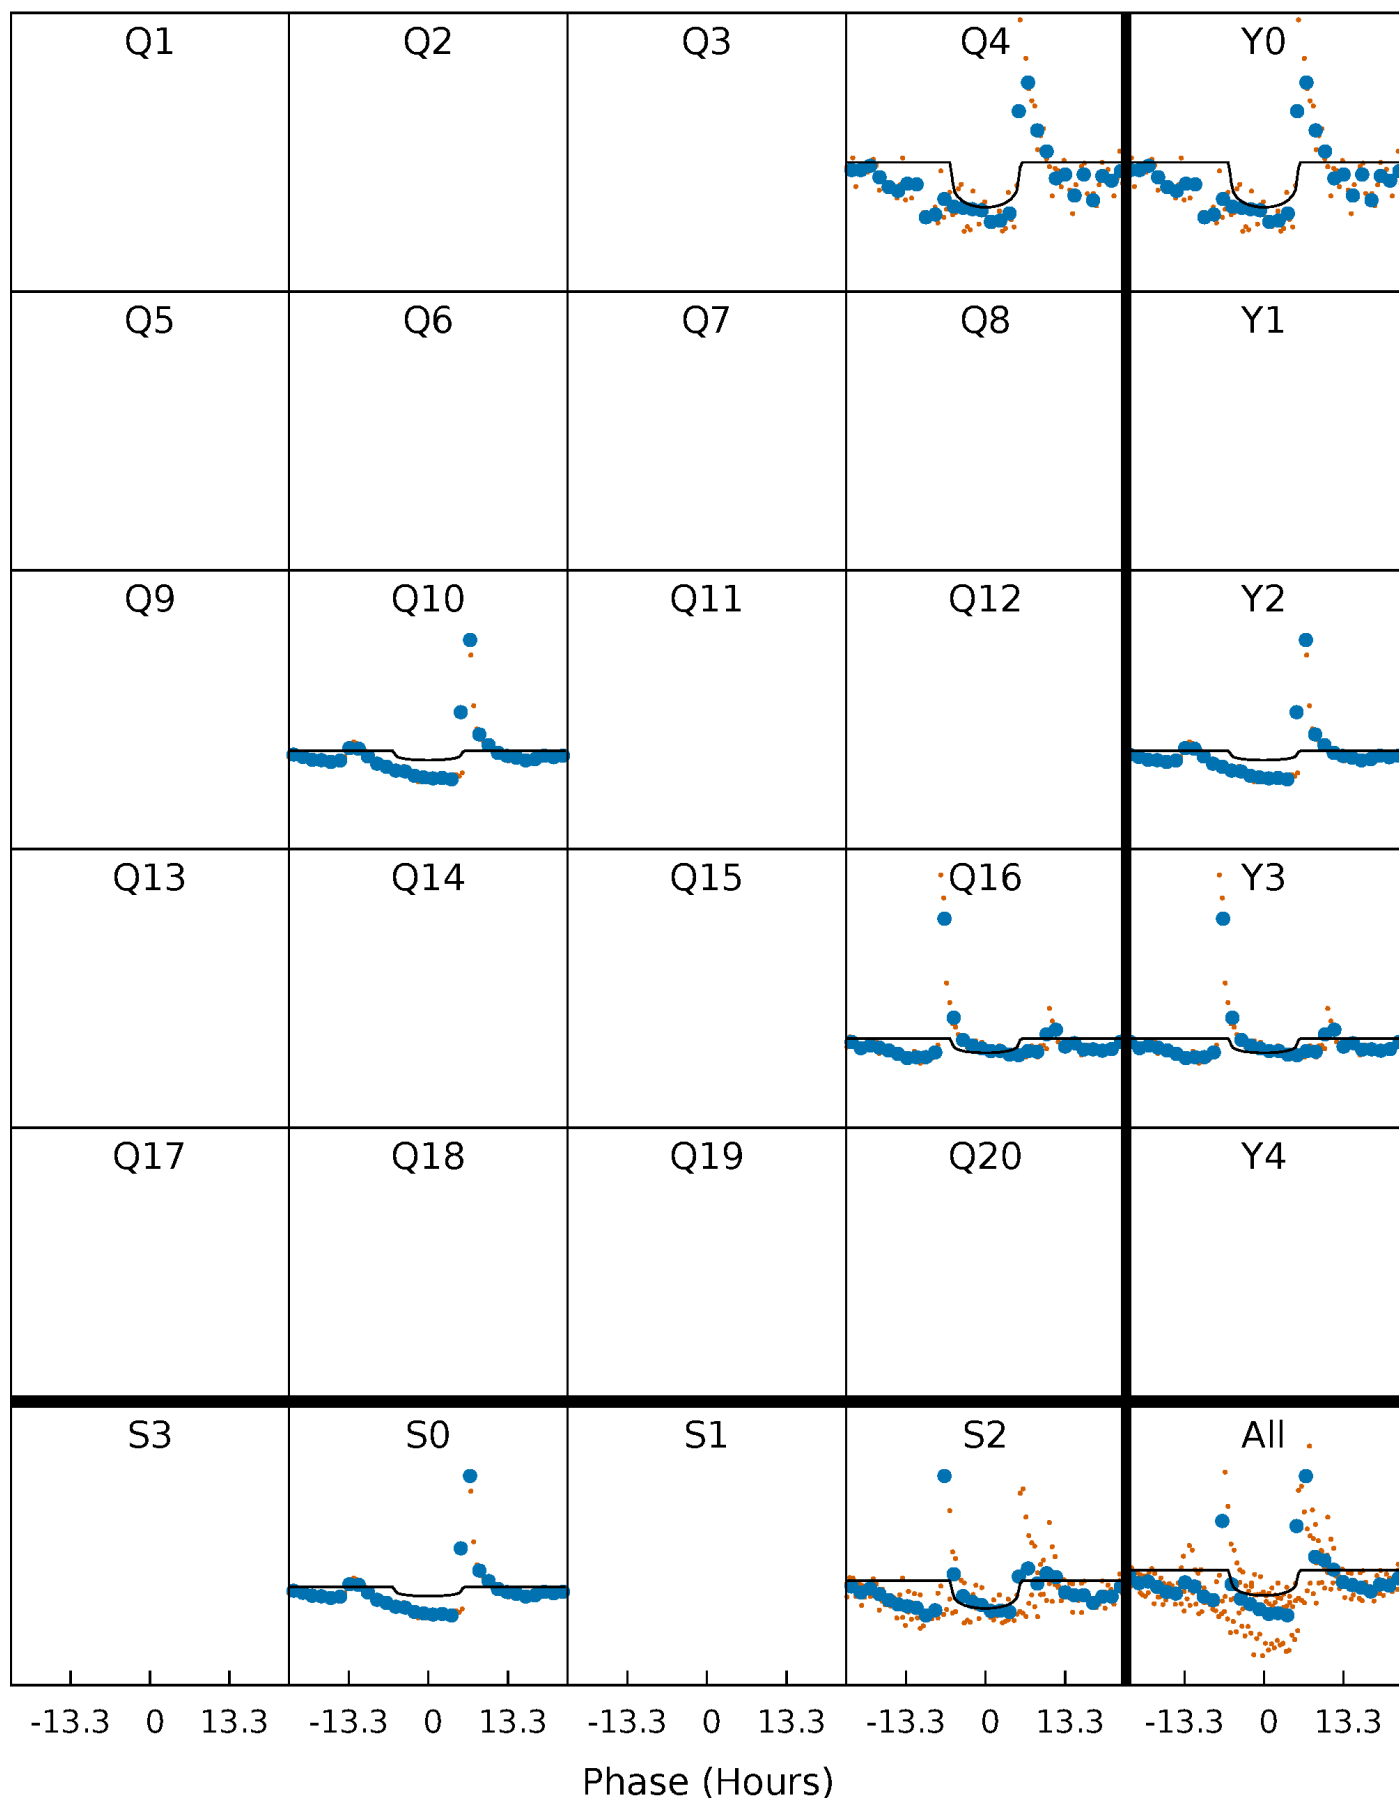 Q1 Q2 Q3 Q4 Y0
Q5 Q6 Q7 Q8 Y1
Q9 Q10 Q11 Q12 Y2
Q13 Q14 Q15 Q16 Y3
Q17 Q18 Q19 Q20 Y4
S3 S0 S1 S2 All
-13.3 0 13.3 -13.3 0 13.3 -13.3 0 13.3 -13.3 0 13.3 -13.3 0 13.3
Phase (Hours)